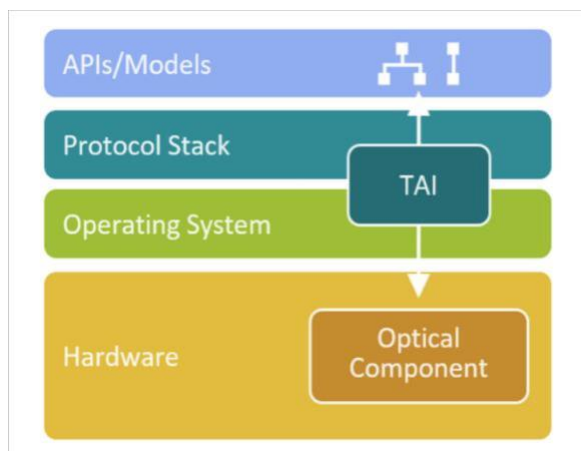 APIs/Models
Protocol Stack
TAI
Operating System
Hardware
Optical
Component